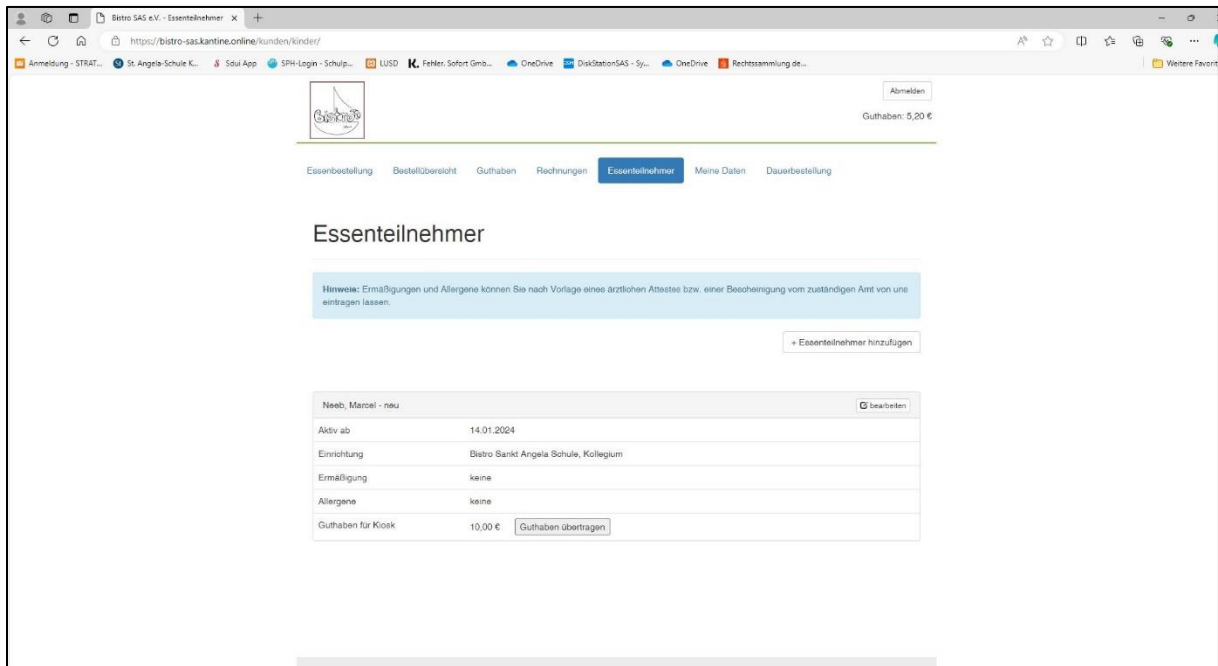 Bistro SAS e.V. - Essenteilnehmer
https://bistro-sas.kantine.online/kunden/kinder/
Anmeldung - STRAT... St. Angela-Schule K... Sdui App SPH-Login - Schulp... LUSD Fehler. Sofort Gmb... OneDrive DiskStationSAS - Sy... OneDrive Rechtssammlung de... Weitere Favorit
Abmelden
Bistro
Guthaben: 5,20 €
Essenbestellung Bestellübersicht Guthaben Rechnungen Essenteilnehmer Meine Daten Dauerbestellung
Essenteilnehmer
Hinweis: Ermäßigungen und Allergene können Sie nach Vorlage eines ärztlichen Attestes bzw. einer Bescheinigung vom zuständigen Amt von uns
eintragen lassen.
+ Essenteilnehmer hinzufügen
Neeb, Marcel - neu bearbeiten
Aktiv ab 14.01.2024
Einrichtung Bistro Sankt Angela Schule, Kollegium
Ermäßigung keine
Allergene keine
Guthaben für Kiosk 10,00 € Guthaben übertragen